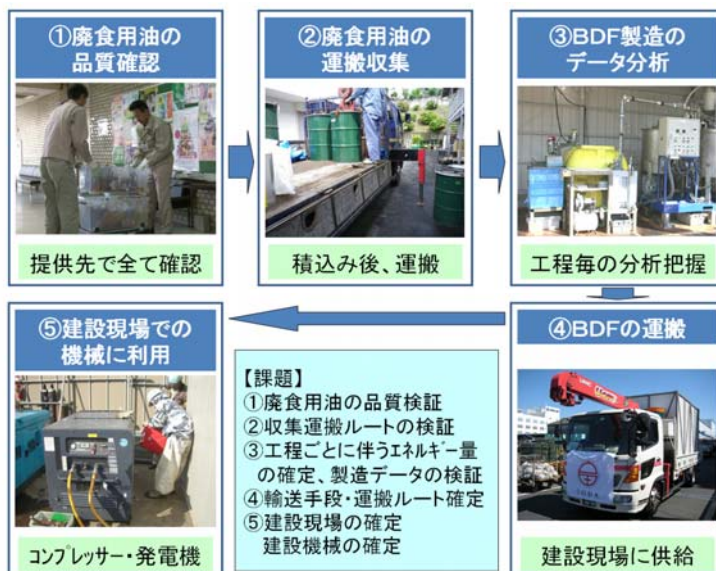 ①廃食用油の
品質確認
提供先で全て確認
②廃食用油の
運搬収集
積込み後、運搬
③BDF製造の
データ分析
工程毎の分析把握
④BDFの運搬
建設現場に供給
⑤建設現場での
機械に利用
コンプレッサー・発電機
【課題】
①廃食用油の品質検証
②収集運搬ルートの検証
③工程ごとに伴うエネルギー量
の確定、製造データの検証
④輸送手段・運搬ルート確定
⑤建設現場の確定
建設機械の確定